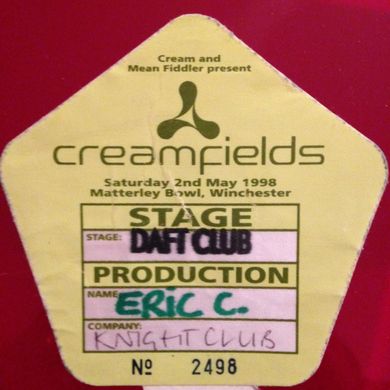 Cream and
Mean Fiddler present
creamfields
Saturday 2nd May 1998
Matterley Bowl, Winchester
STAGE
STAGE: DAFT CLUB
PRODUCTION
NAME: ERIC C.
COMPANY: KNIGHT CLUB
Nº 2498